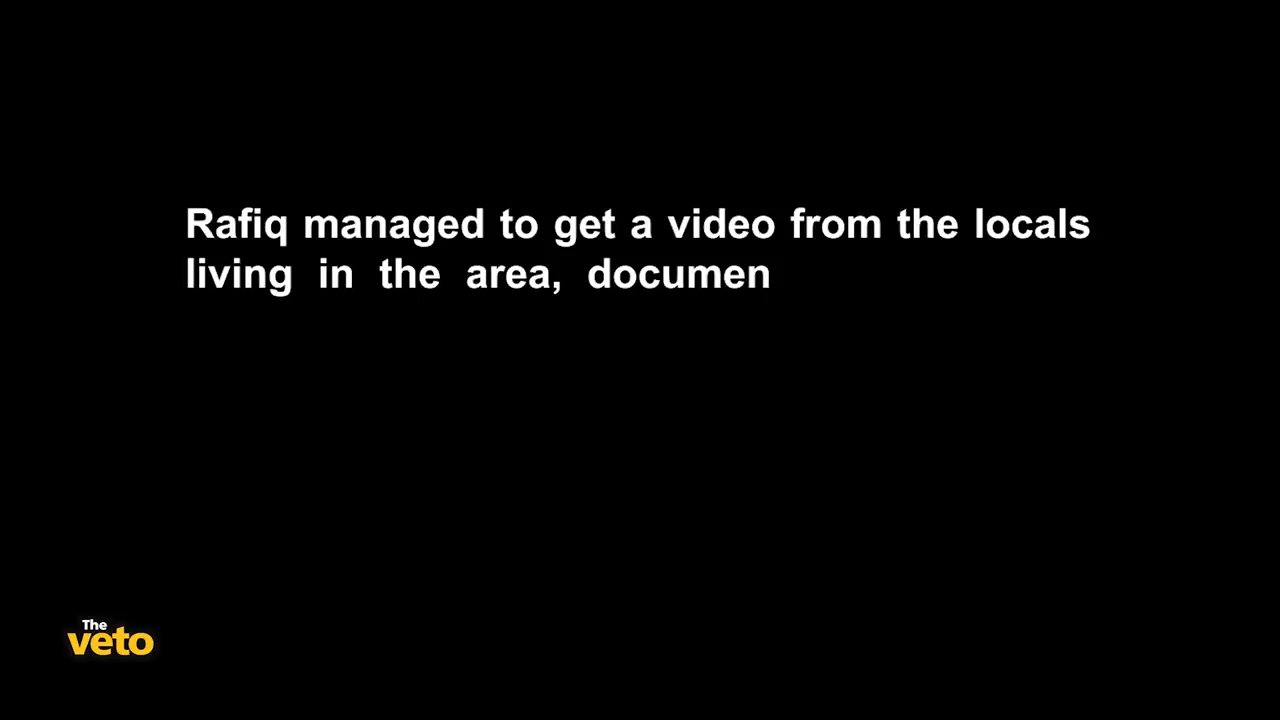 Rafiq managed to get a video from the locals
living in the area, documen
The
veto